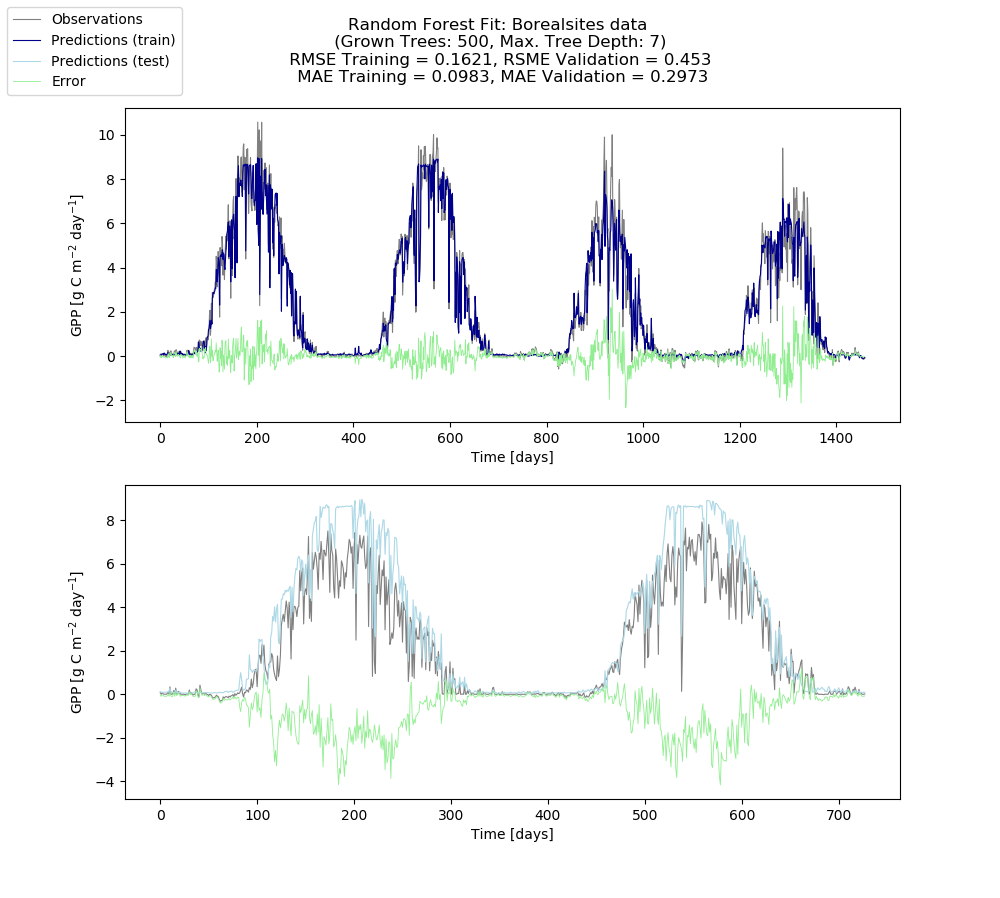 Observations
Predictions (train)
Predictions (test)
Error
Random Forest Fit: Borealsites data
(Grown Trees: 500, Max. Tree Depth: 7)
RMSE Training = 0.1621, RSME Validation = 0.453
MAE Training = 0.0983, MAE Validation = 0.2973
GPP [g C m⁻² day⁻¹]
10
8
6
4
2
0
−2
0 200 400 600 800 1000 1200 1400
Time [days]
GPP [g C m⁻² day⁻¹]
8
6
4
2
0
−2
−4
0 100 200 300 400 500 600 700
Time [days]